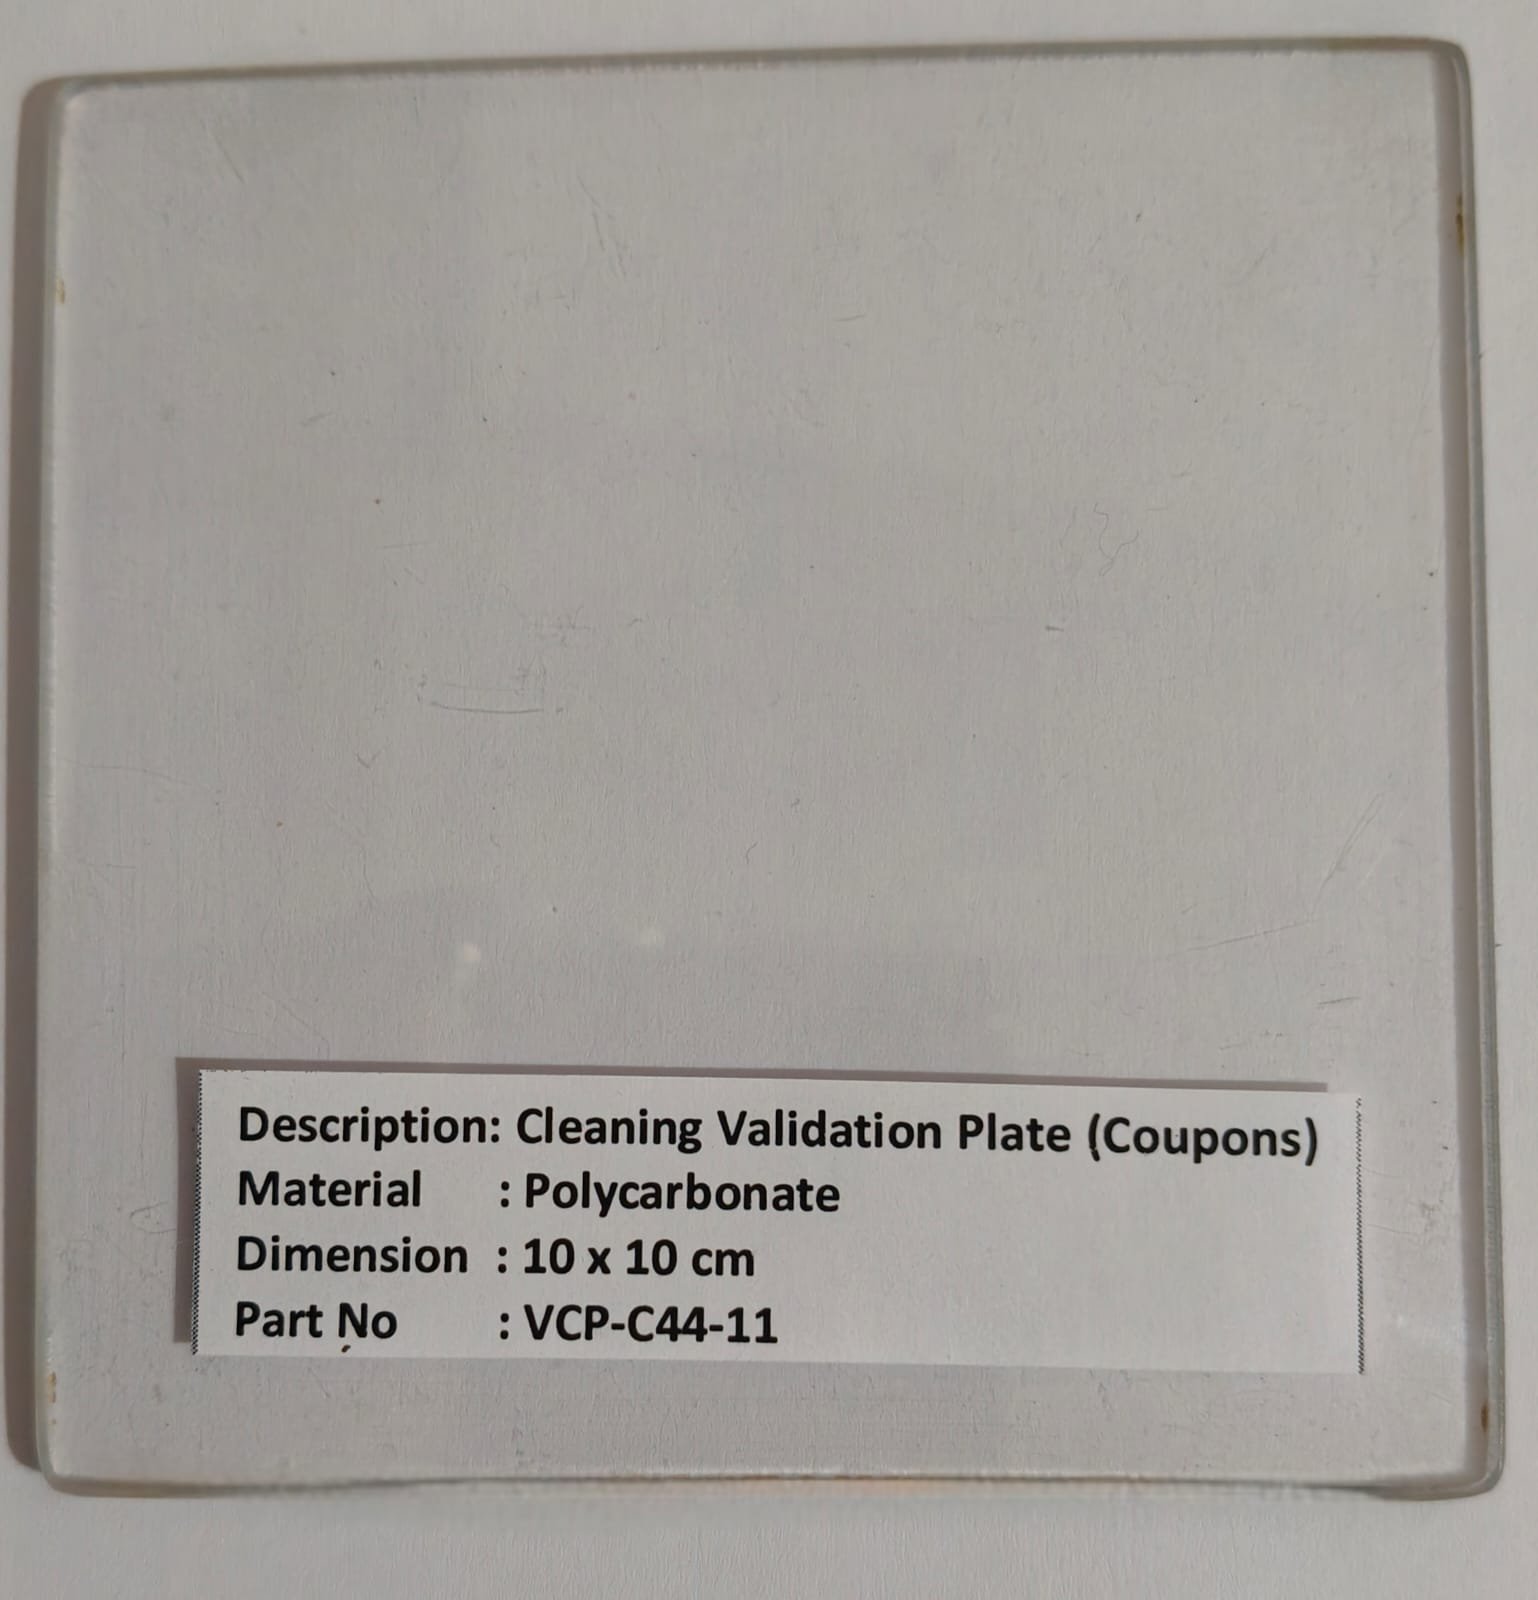 Description: Cleaning Validation Plate (Coupons)
Material : Polycarbonate
Dimension : 10 x 10 cm
Part No : VCP-C44-11